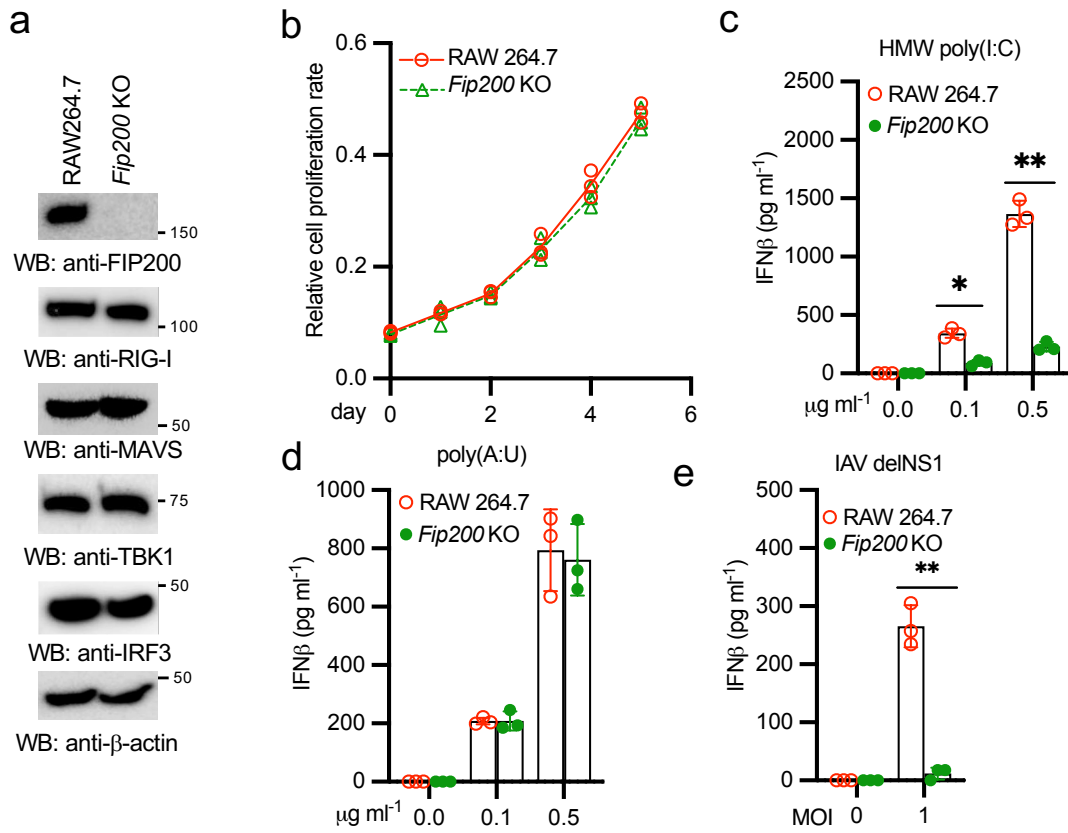 a
RAW264.7
Fip200 KO
150
WB: anti-FIP200
100
WB: anti-RIG-I
50
WB: anti-MAVS
75
WB: anti-TBK1
50
WB: anti-IRF3
50
WB: anti-β-actin
b
Relative cell proliferation rate
0.6
0.4
0.2
0.0
RAW 264.7
Fip200 KO
day
0 2 4 6
c
HMW poly(I:C)
IFNβ (pg ml-1)
2500
2000
1500
1000
500
0
RAW 264.7
Fip200 KO
*
**
μg ml-1
0.0 0.1 0.5
d
poly(A:U)
IFNβ (pg ml-1)
1000
800
600
400
200
0
RAW 264.7
Fip200 KO
μg ml-1
0.0 0.1 0.5
e
IAV delNS1
IFNβ (pg ml-1)
500
400
300
200
100
0
RAW 264.7
Fip200 KO
**
MOI 0 1